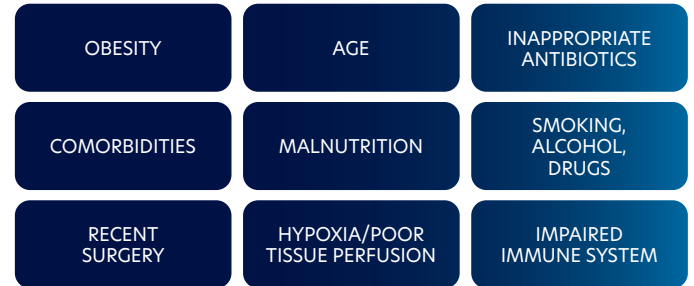 OBESITY
AGE
INAPPROPRIATE
ANTIBIOTICS
COMORBIDITIES
MALNUTRITION
SMOKING,
ALCOHOL,
DRUGS
RECENT
SURGERY
HYPOXIA/POOR
TISSUE PERFUSION
IMPAIRED
IMMUNE SYSTEM